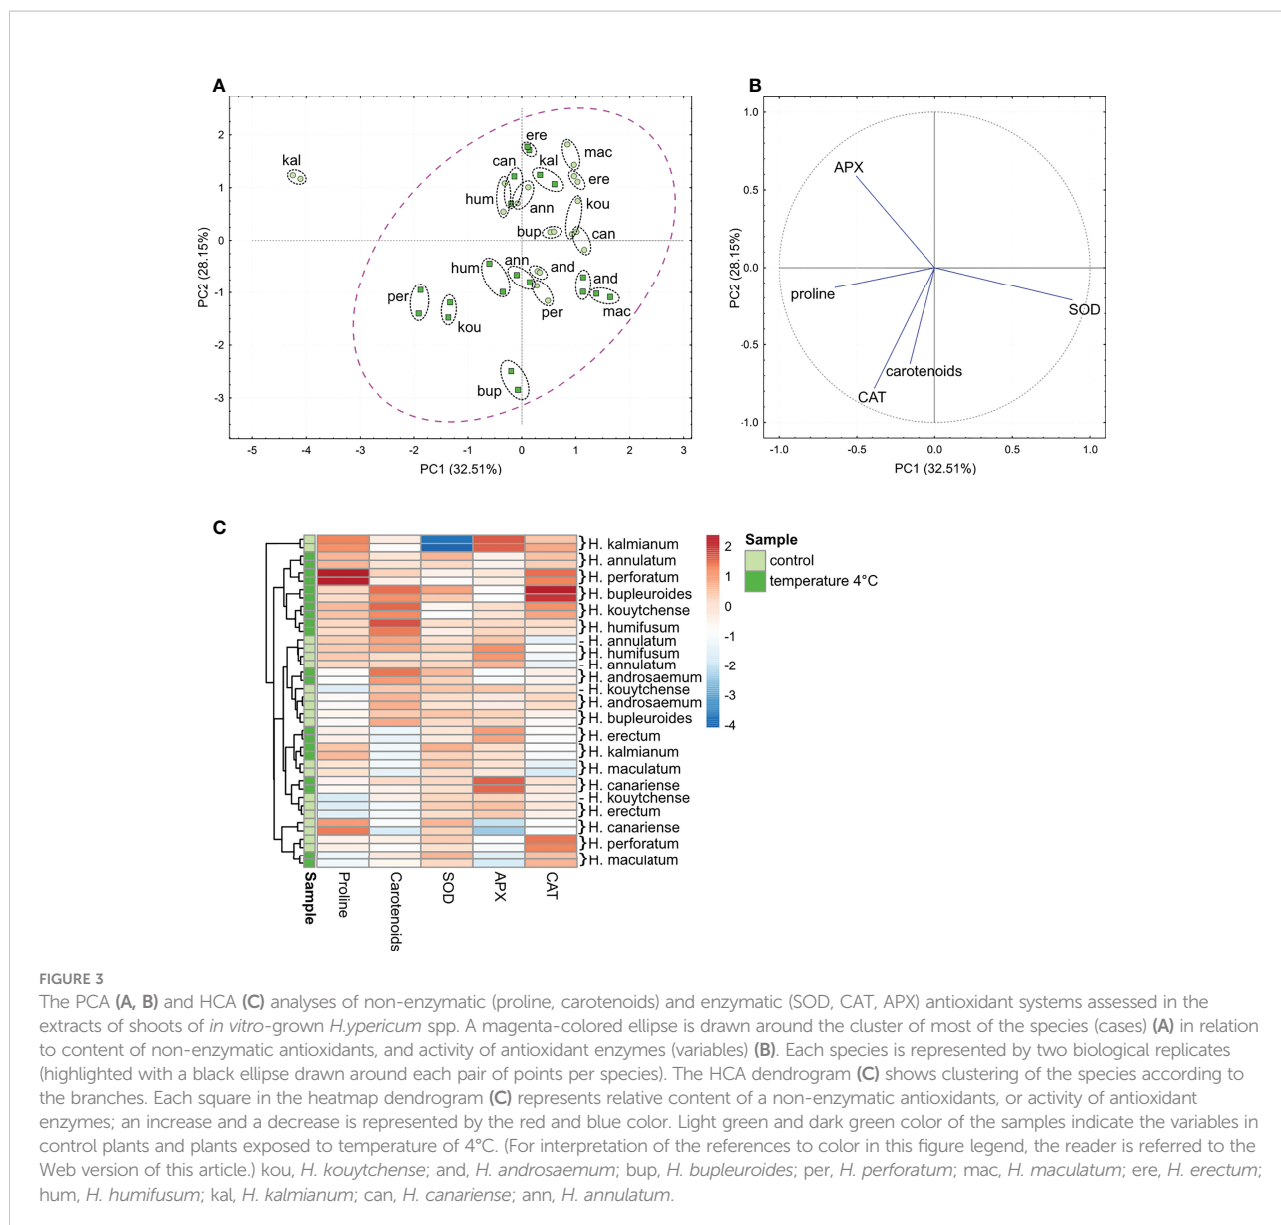 A
B
2
1
0
-1
-2
-3
PC2 (28.15%)
-5
-4
-3
-2
-1
0
1
2
3
PC1 (32.51%)
kal
ere
mac
can
kal
ere
hum
ann
kou
bup
can
hum
ann
and
and
per
kou
per
mac
bup
1.0
0.5
0.0
-0.5
-1.0
PC2 (28.15%)
-1.0
-0.5
0.0
0.5
1.0
PC1 (32.51%)
APX
proline
SOD
carotenoids
CAT
C
H. kalmianum
H. annulatum
H. perforatum
H. bupleuroides
H. kouytchense
H. humifusum
H. annulatum
H. humifusum
H. annulatum
H. androsaemum
H. kouytchense
H. androsaemum
H. bupleuroides
H. erectum
H. kalmianum
H. maculatum
H. canariense
H. kouytchense
H. erectum
H. canariense
H. perforatum
H. maculatum
Sample
Proline
Carotenoids
SOD
APX
CAT
2
1
0
-1
-2
-3
-4
Sample
control
temperature 4°C
FIGURE 3
The PCA (A, B) and HCA (C) analyses of non-enzymatic (proline, carotenoids) and enzymatic (SOD, CAT, APX) antioxidant systems assessed in the
extracts of shoots of in vitro-grown H.ypericum spp. A magenta-colored ellipse is drawn around the cluster of most of the species (cases) (A) in relation
to content of non-enzymatic antioxidants, and activity of antioxidant enzymes (variables) (B). Each species is represented by two biological replicates
(highlighted with a black ellipse drawn around each pair of points per species). The HCA dendrogram (C) shows clustering of the species according to
the branches. Each square in the heatmap dendrogram (C) represents relative content of a non-enzymatic antioxidants, or activity of antioxidant
enzymes; an increase and a decrease is represented by the red and blue color. Light green and dark green color of the samples indicate the variables in
control plants and plants exposed to temperature of 4°C. (For interpretation of the references to color in this figure legend, the reader is referred to the
Web version of this article.) kou, H. kouytchense; and, H. androsaemum; bup, H. bupleuroides; per, H. perforatum; mac, H. maculatum; ere, H. erectum;
hum, H. humifusum; kal, H. kalmianum; can, H. canariense; ann, H. annulatum.